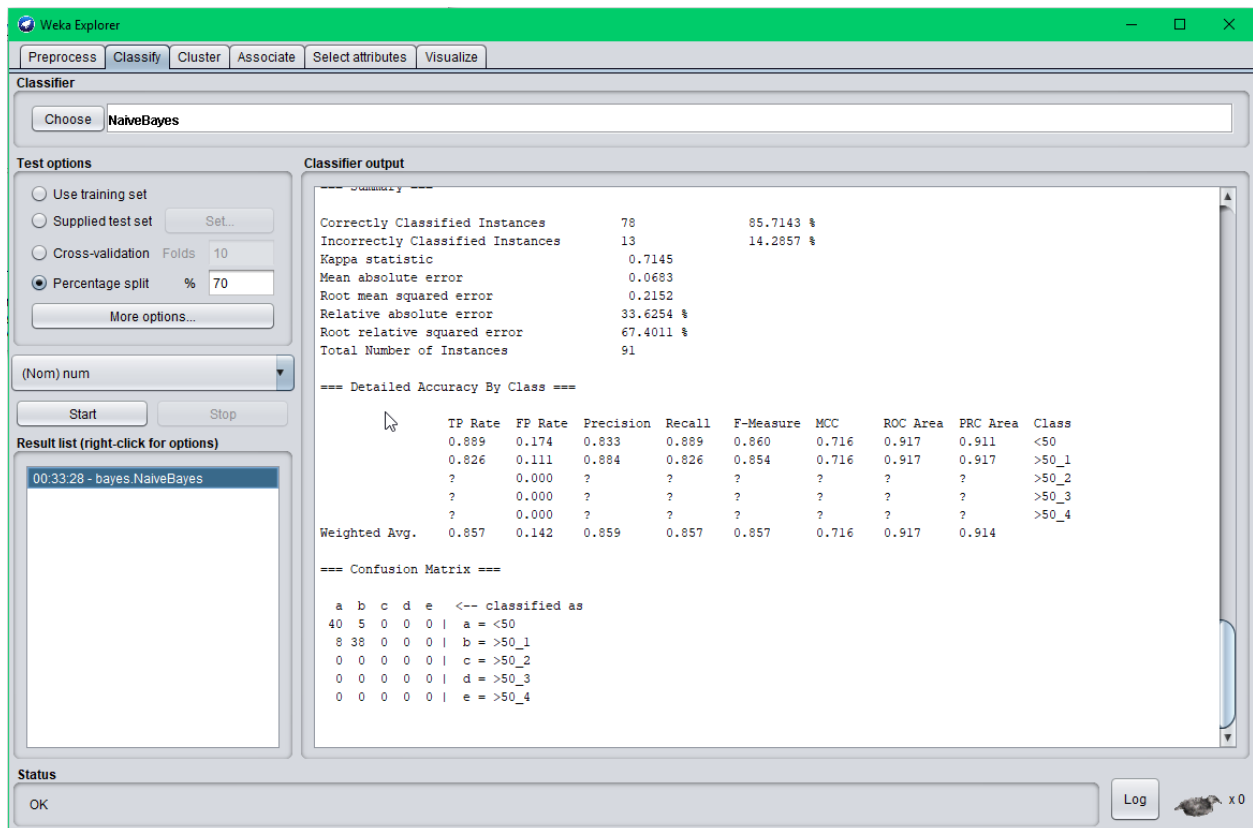 Weka Explorer
Preprocess Classify Cluster Associate Select attributes Visualize
Classifier
Choose NaiveBayes
Test options
Use training set
Supplied test set Set...
Cross-validation Folds 10
Percentage split % 70
More options...
(Nom) num
Start Stop
Result list (right-click for options)
00:33:28 - bayes.NaiveBayes
Classifier output
=== Summary ===
Correctly Classified Instances 78 85.7143 %
Incorrectly Classified Instances 13 14.2857 %
Kappa statistic 0.7145
Mean absolute error 0.0683
Root mean squared error 0.2152
Relative absolute error 33.6254 %
Root relative squared error 67.4011 %
Total Number of Instances 91
=== Detailed Accuracy By Class ===
TP Rate FP Rate Precision Recall F-Measure MCC ROC Area PRC Area Class
0.889 0.174 0.833 0.889 0.860 0.716 0.917 0.911 <50
0.826 0.111 0.884 0.826 0.854 0.716 0.917 0.917 >50_1
? 0.000 ? ? ? ? ? ? >50_2
? 0.000 ? ? ? ? ? ? >50_3
? 0.000 ? ? ? ? ? ? >50_4
Weighted Avg. 0.857 0.142 0.859 0.857 0.857 0.716 0.917 0.914
=== Confusion Matrix ===
a b c d e <-- classified as
40 5 0 0 0 | a = <50
8 38 0 0 0 | b = >50_1
0 0 0 0 0 | c = >50_2
0 0 0 0 0 | d = >50_3
0 0 0 0 0 | e = >50_4
Status
OK
Log x 0